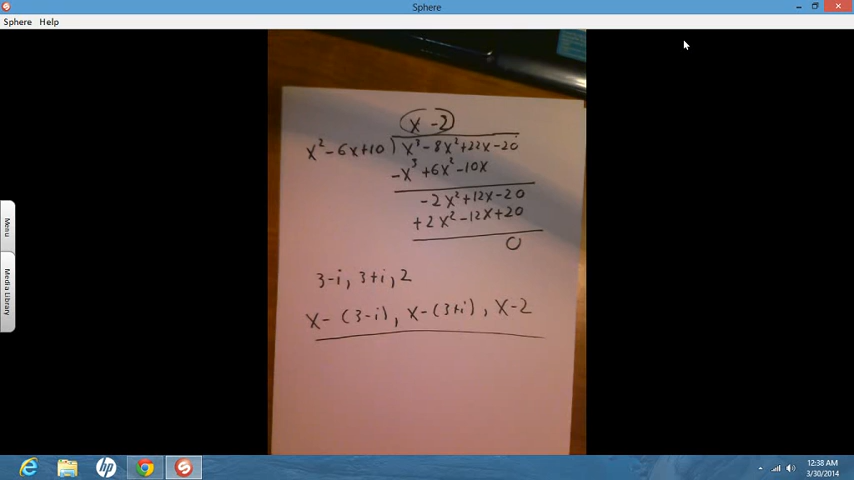 Sphere
Sphere Help
x - 2
x² - 6x + 10 ) x³ - 8x² + 22x - 20
-x³ + 6x² - 10x
-2x² + 12x - 20
+2x² - 12x + 20
0
3-i, 3+i, 2
x - (3-i), x - (3+i), x - 2
Menu
Media Library
12:38 AM
3/30/2014